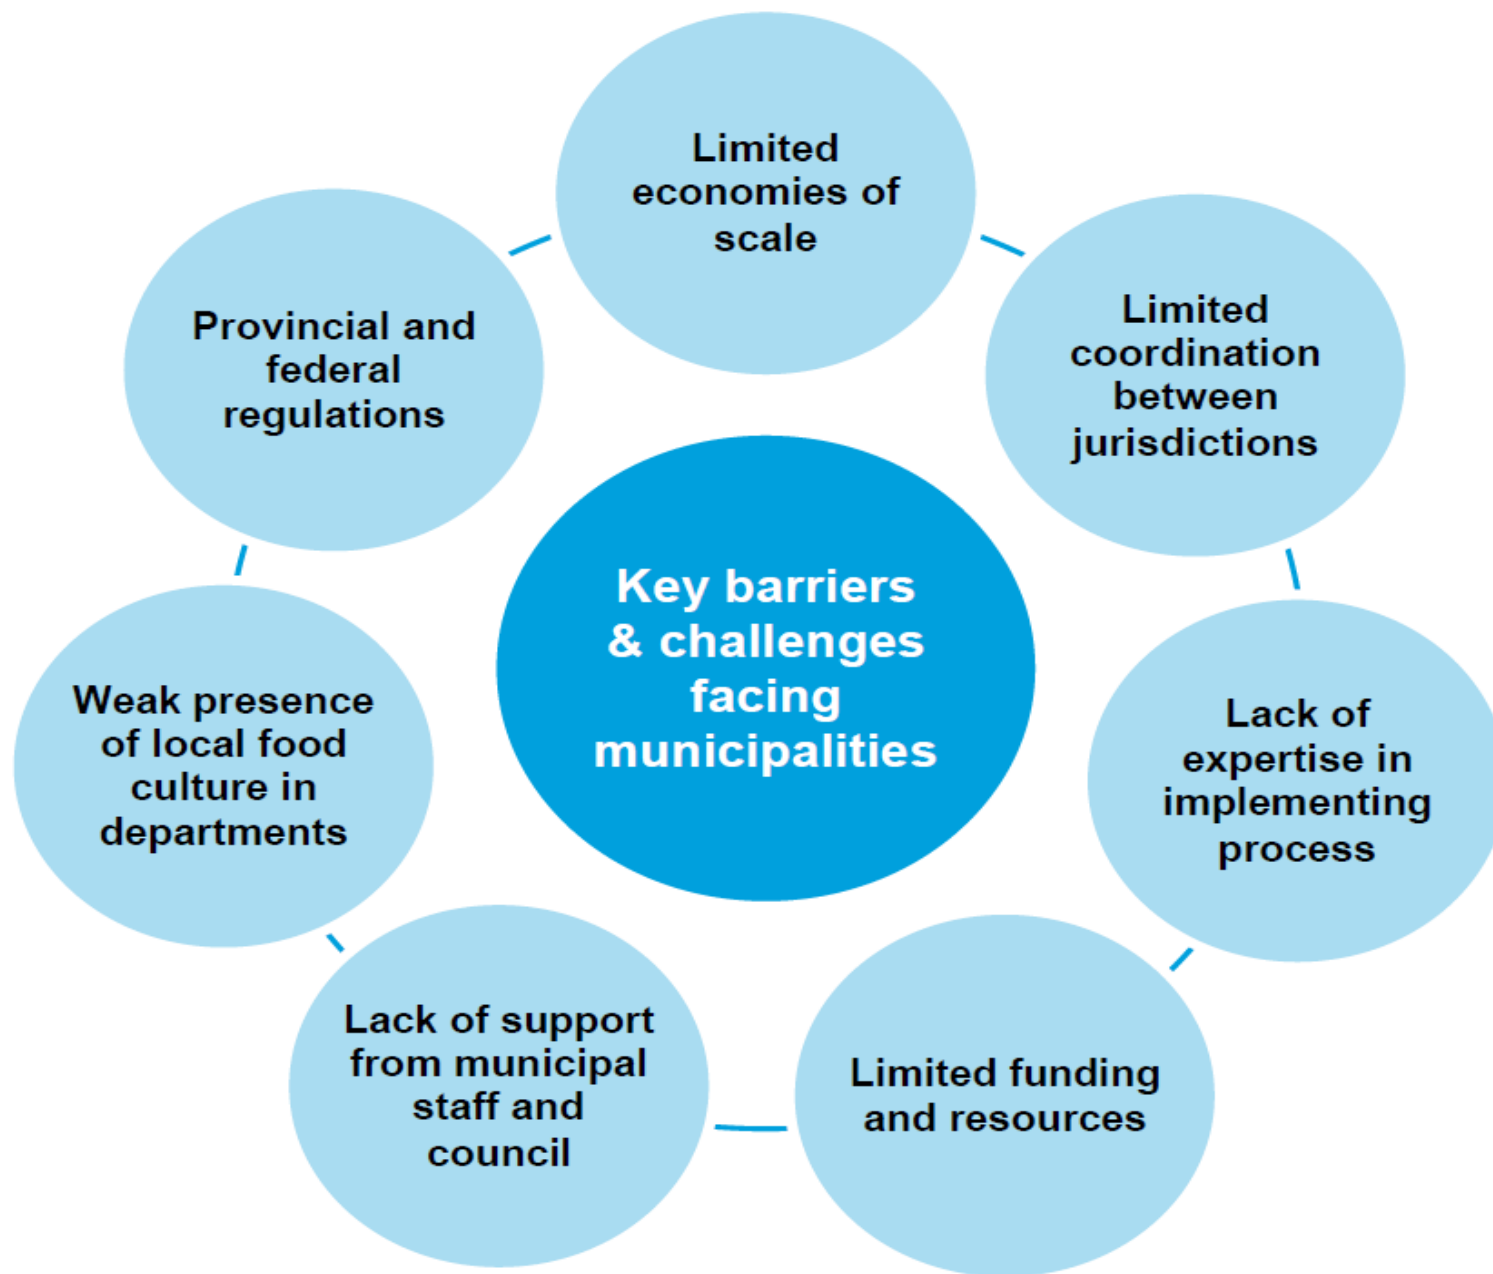 Limited
economies of
scale
Limited
coordination
between
jurisdictions
Lack of
expertise in
implementing
process
Limited funding
and resources
Lack of support
from municipal
staff and
council
Weak presence
of local food
culture in
departments
Provincial and
federal
regulations
Key barriers
& challenges
facing
municipalities